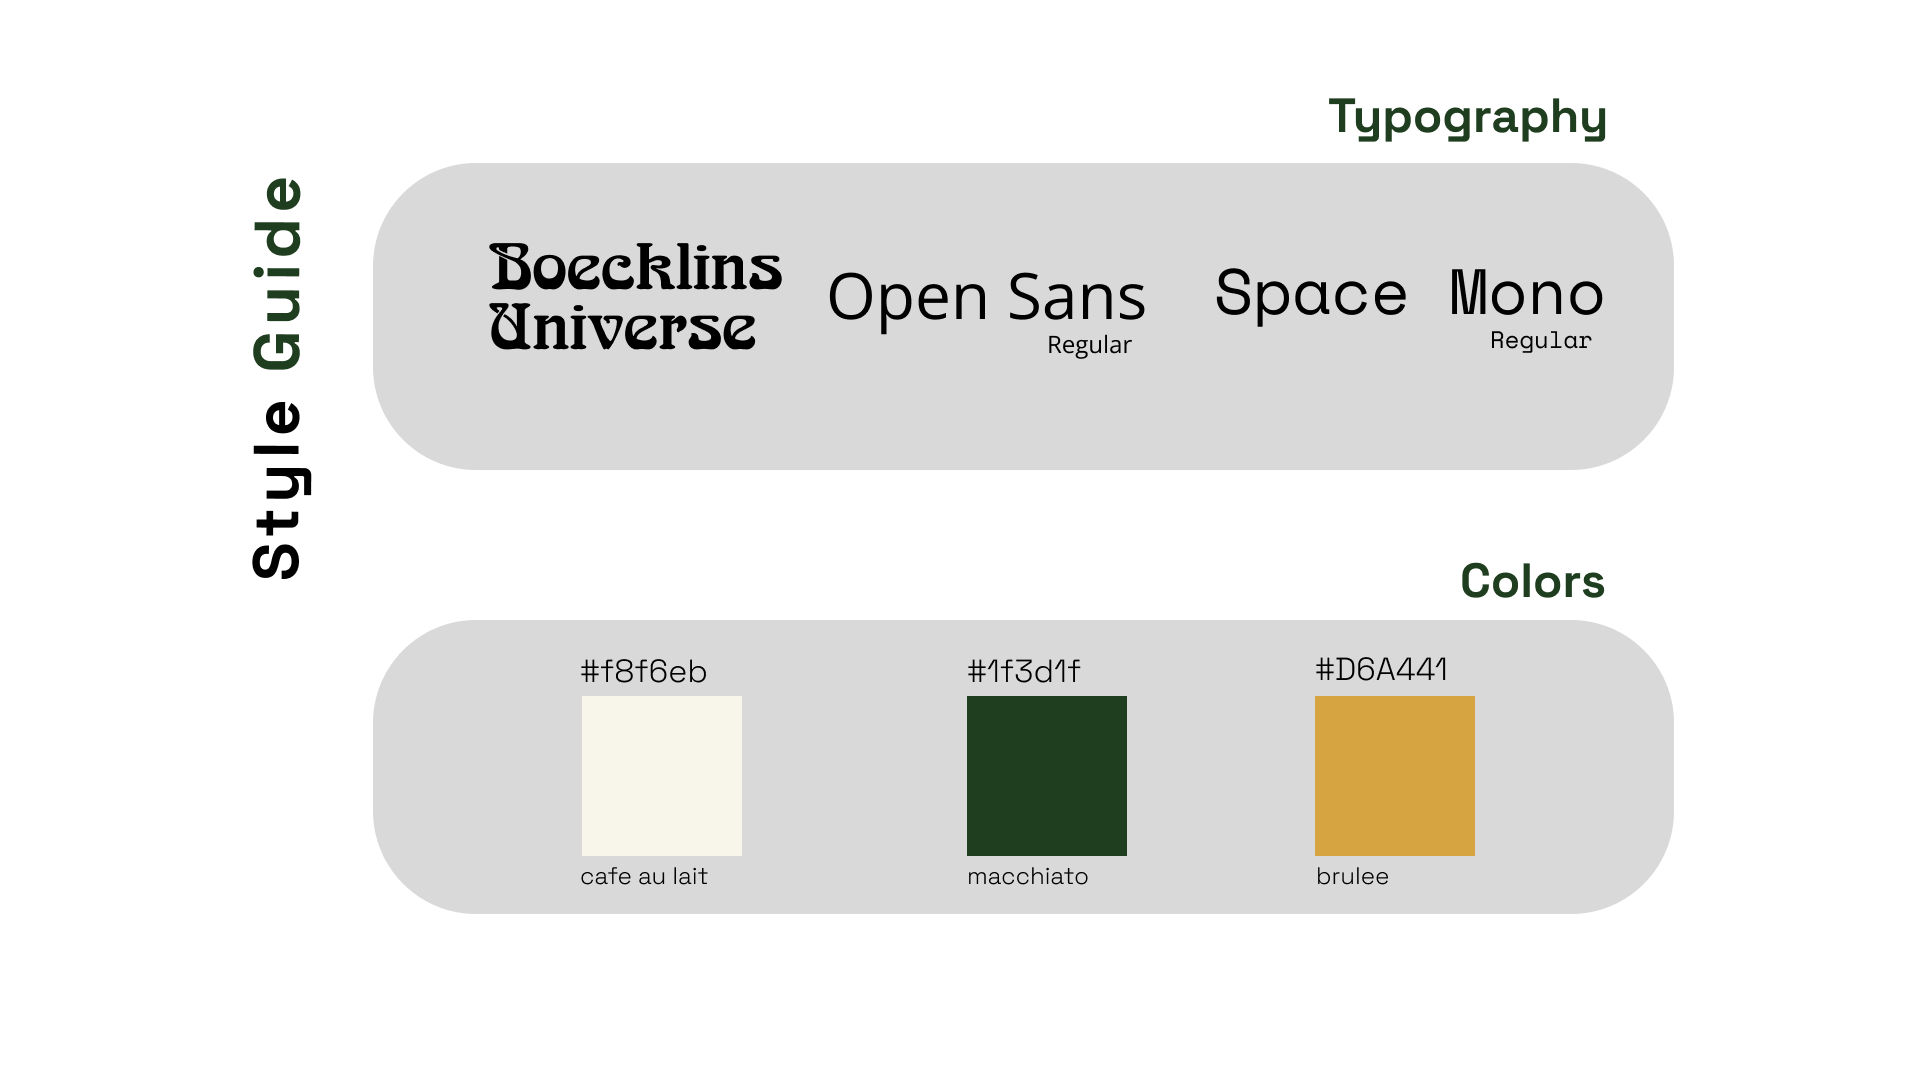 Style Guide
Typography
Boecklins
Universe
Open Sans
Regular
Space Mono
Regular
Colors
#f8f6eb
#1f3d1f
#D6A441
cafe au lait
macchiato
brulee